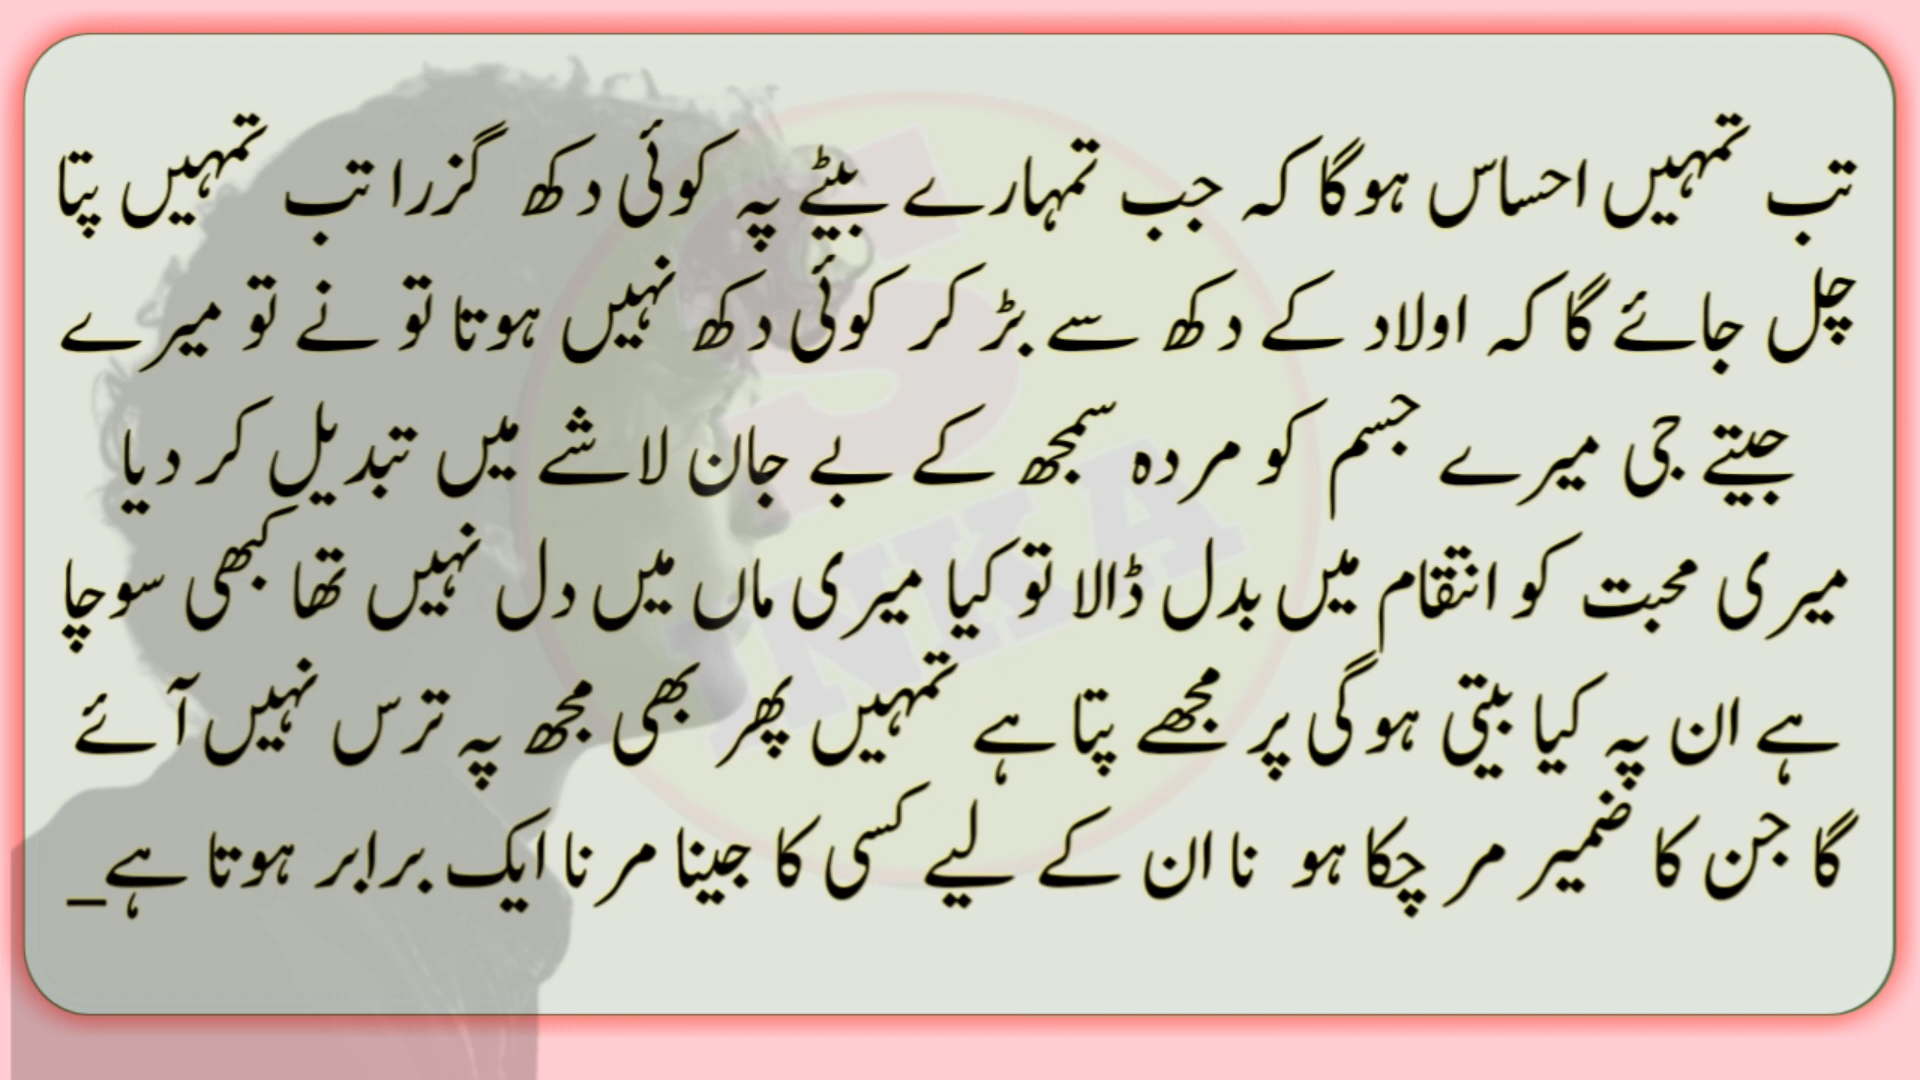 تب تمہیں احساس ہوگا کہ جب تمہارے بیٹے پہ کوئی دکھ گزرا تب تمہیں پتا
چل جائے گا کہ اولاد کے دکھ سے بڑ کر کوئی دکھ نہیں ہوتا تو نے تو میرے
جیتے جی میرے جسم کو مردہ سمجھ کے بے جان لاشے میں تبدیل کر دیا
میری محبت کو انتقام میں بدل ڈالا تو کیا میری ماں میں دل نہیں تھا کبھی سوچا
ہے ان پہ کیا بیتی ہوگی پر مجھے پتا ہے تمہیں پھر بھی مجھ پہ ترس نہیں آئے
گا جن کا ضمیر مر چکا ہو نا ان کے لیے کسی کا جینا مرنا ایک برابر ہوتا ہے_
S
INKA